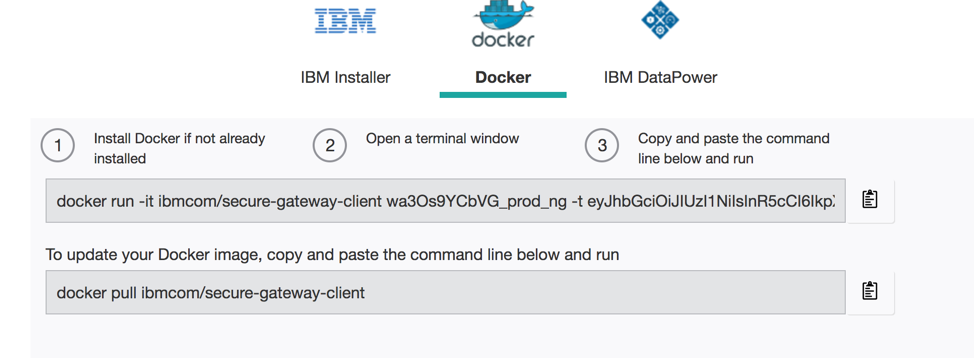 IBM
docker
IBM Installer
Docker
IBM DataPower
1
Install Docker if not already
installed
2
Open a terminal window
3
Copy and paste the command
line below and run
docker run -it ibmcom/secure-gateway-client wa3Os9YCbVG_prod_ng -t eyJhbGciOiJIUzI1NiIsInR5cCI6IkpX
To update your Docker image, copy and paste the command line below and run
docker pull ibmcom/secure-gateway-client